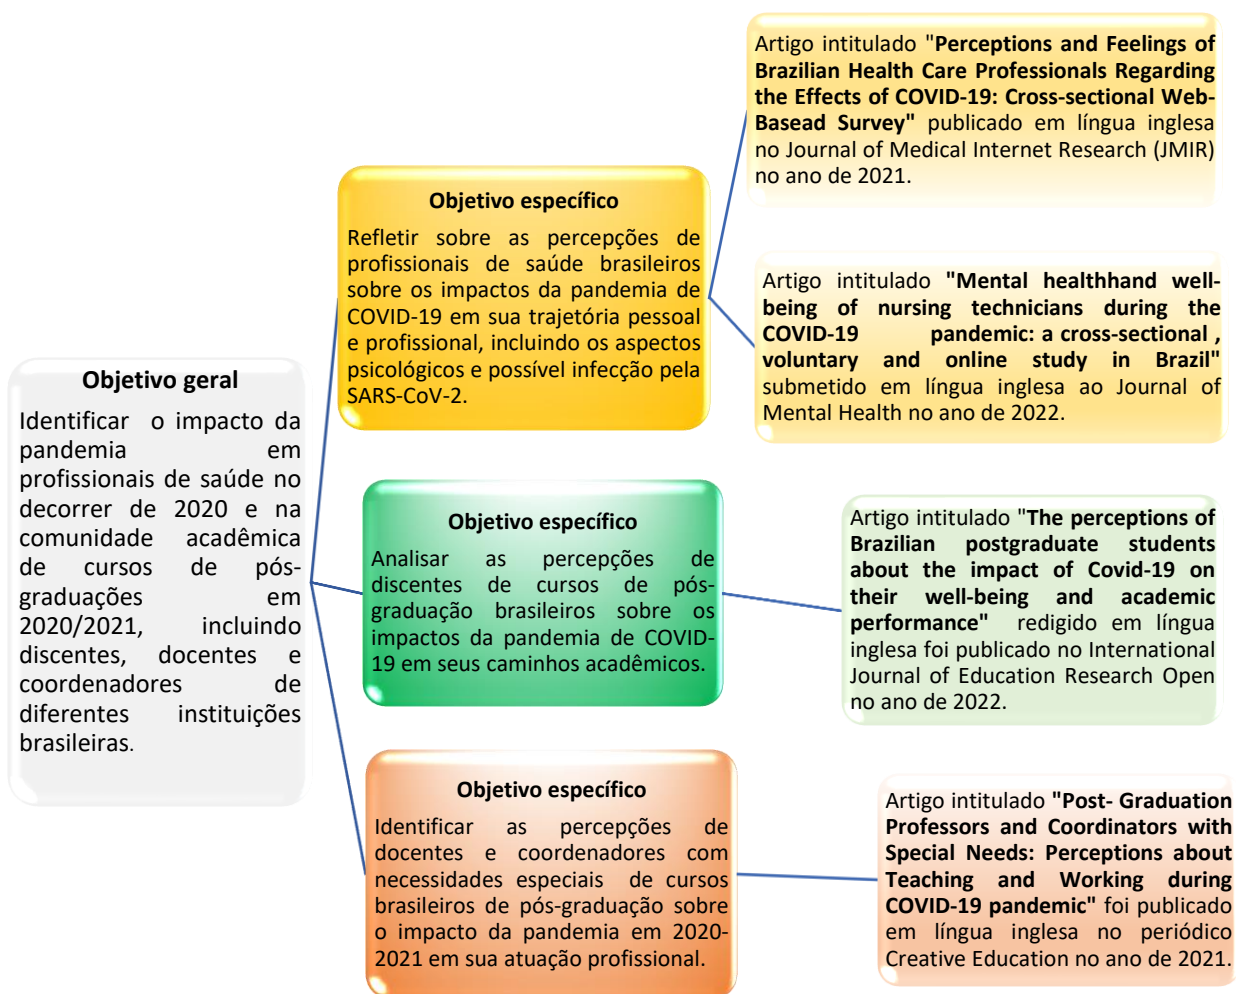 Objetivo geral
Identificar o impacto da
pandemia em
profissionais de saúde no
decorrer de 2020 e na
comunidade acadêmica
de cursos de pós-
graduações em
2020/2021, incluindo
discentes, docentes e
coordenadores de
diferentes instituições
brasileiras.
Objetivo específico
Refletir sobre as percepções de
profissionais de saúde brasileiros
sobre os impactos da pandemia de
COVID-19 em sua trajetória pessoal
e profissional, incluindo os aspectos
psicológicos e possível infecção pela
SARS-CoV-2.
Artigo intitulado "Perceptions and Feelings of
Brazilian Health Care Professionals Regarding
the Effects of COVID-19: Cross-sectional Web-
Basead Survey" publicado em língua inglesa
no Journal of Medical Internet Research (JMIR)
no ano de 2021.
Artigo intitulado "Mental healthhand well-
being of nursing technicians during the
COVID-19 pandemic: a cross-sectional ,
voluntary and online study in Brazil"
submetido em língua inglesa ao Journal of
Mental Health no ano de 2022.
Objetivo específico
Analisar as percepções de
discentes de cursos de pós-
graduação brasileiros sobre os
impactos da pandemia de COVID-
19 em seus caminhos acadêmicos.
Artigo intitulado "The perceptions of
Brazilian postgraduate students
about the impact of Covid-19 on
their well-being and academic
performance" redigido em língua
inglesa foi publicado no International
Journal of Education Research Open
no ano de 2022.
Objetivo específico
Identificar as percepções de
docentes e coordenadores com
necessidades especiais de cursos
brasileiros de pós-graduação sobre
o impacto da pandemia em 2020-
2021 em sua atuação profissional.
Artigo intitulado "Post- Graduation
Professors and Coordinators with
Special Needs: Perceptions about
Teaching and Working during
COVID-19 pandemic" foi publicado
em língua inglesa no periódico
Creative Education no ano de 2021.